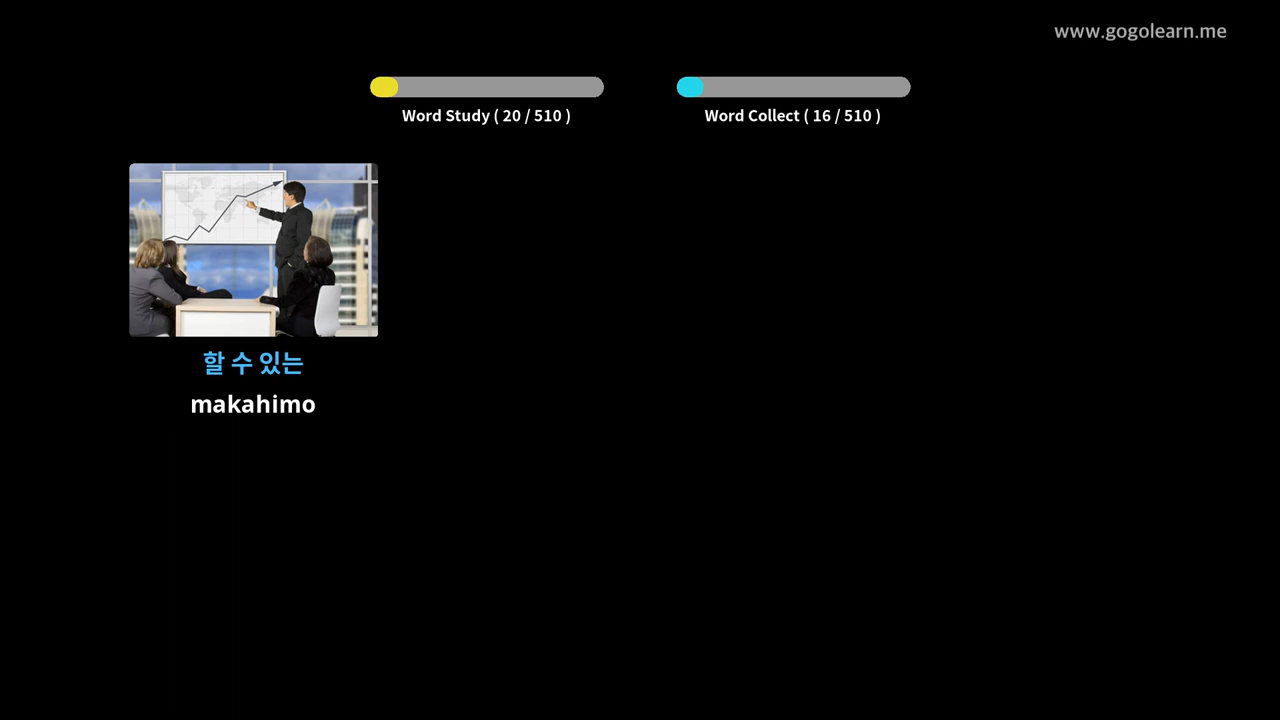 www.gogolearn.me
Word Study ( 20 / 510 )
Word Collect ( 16 / 510 )
할 수 있는
makahimo